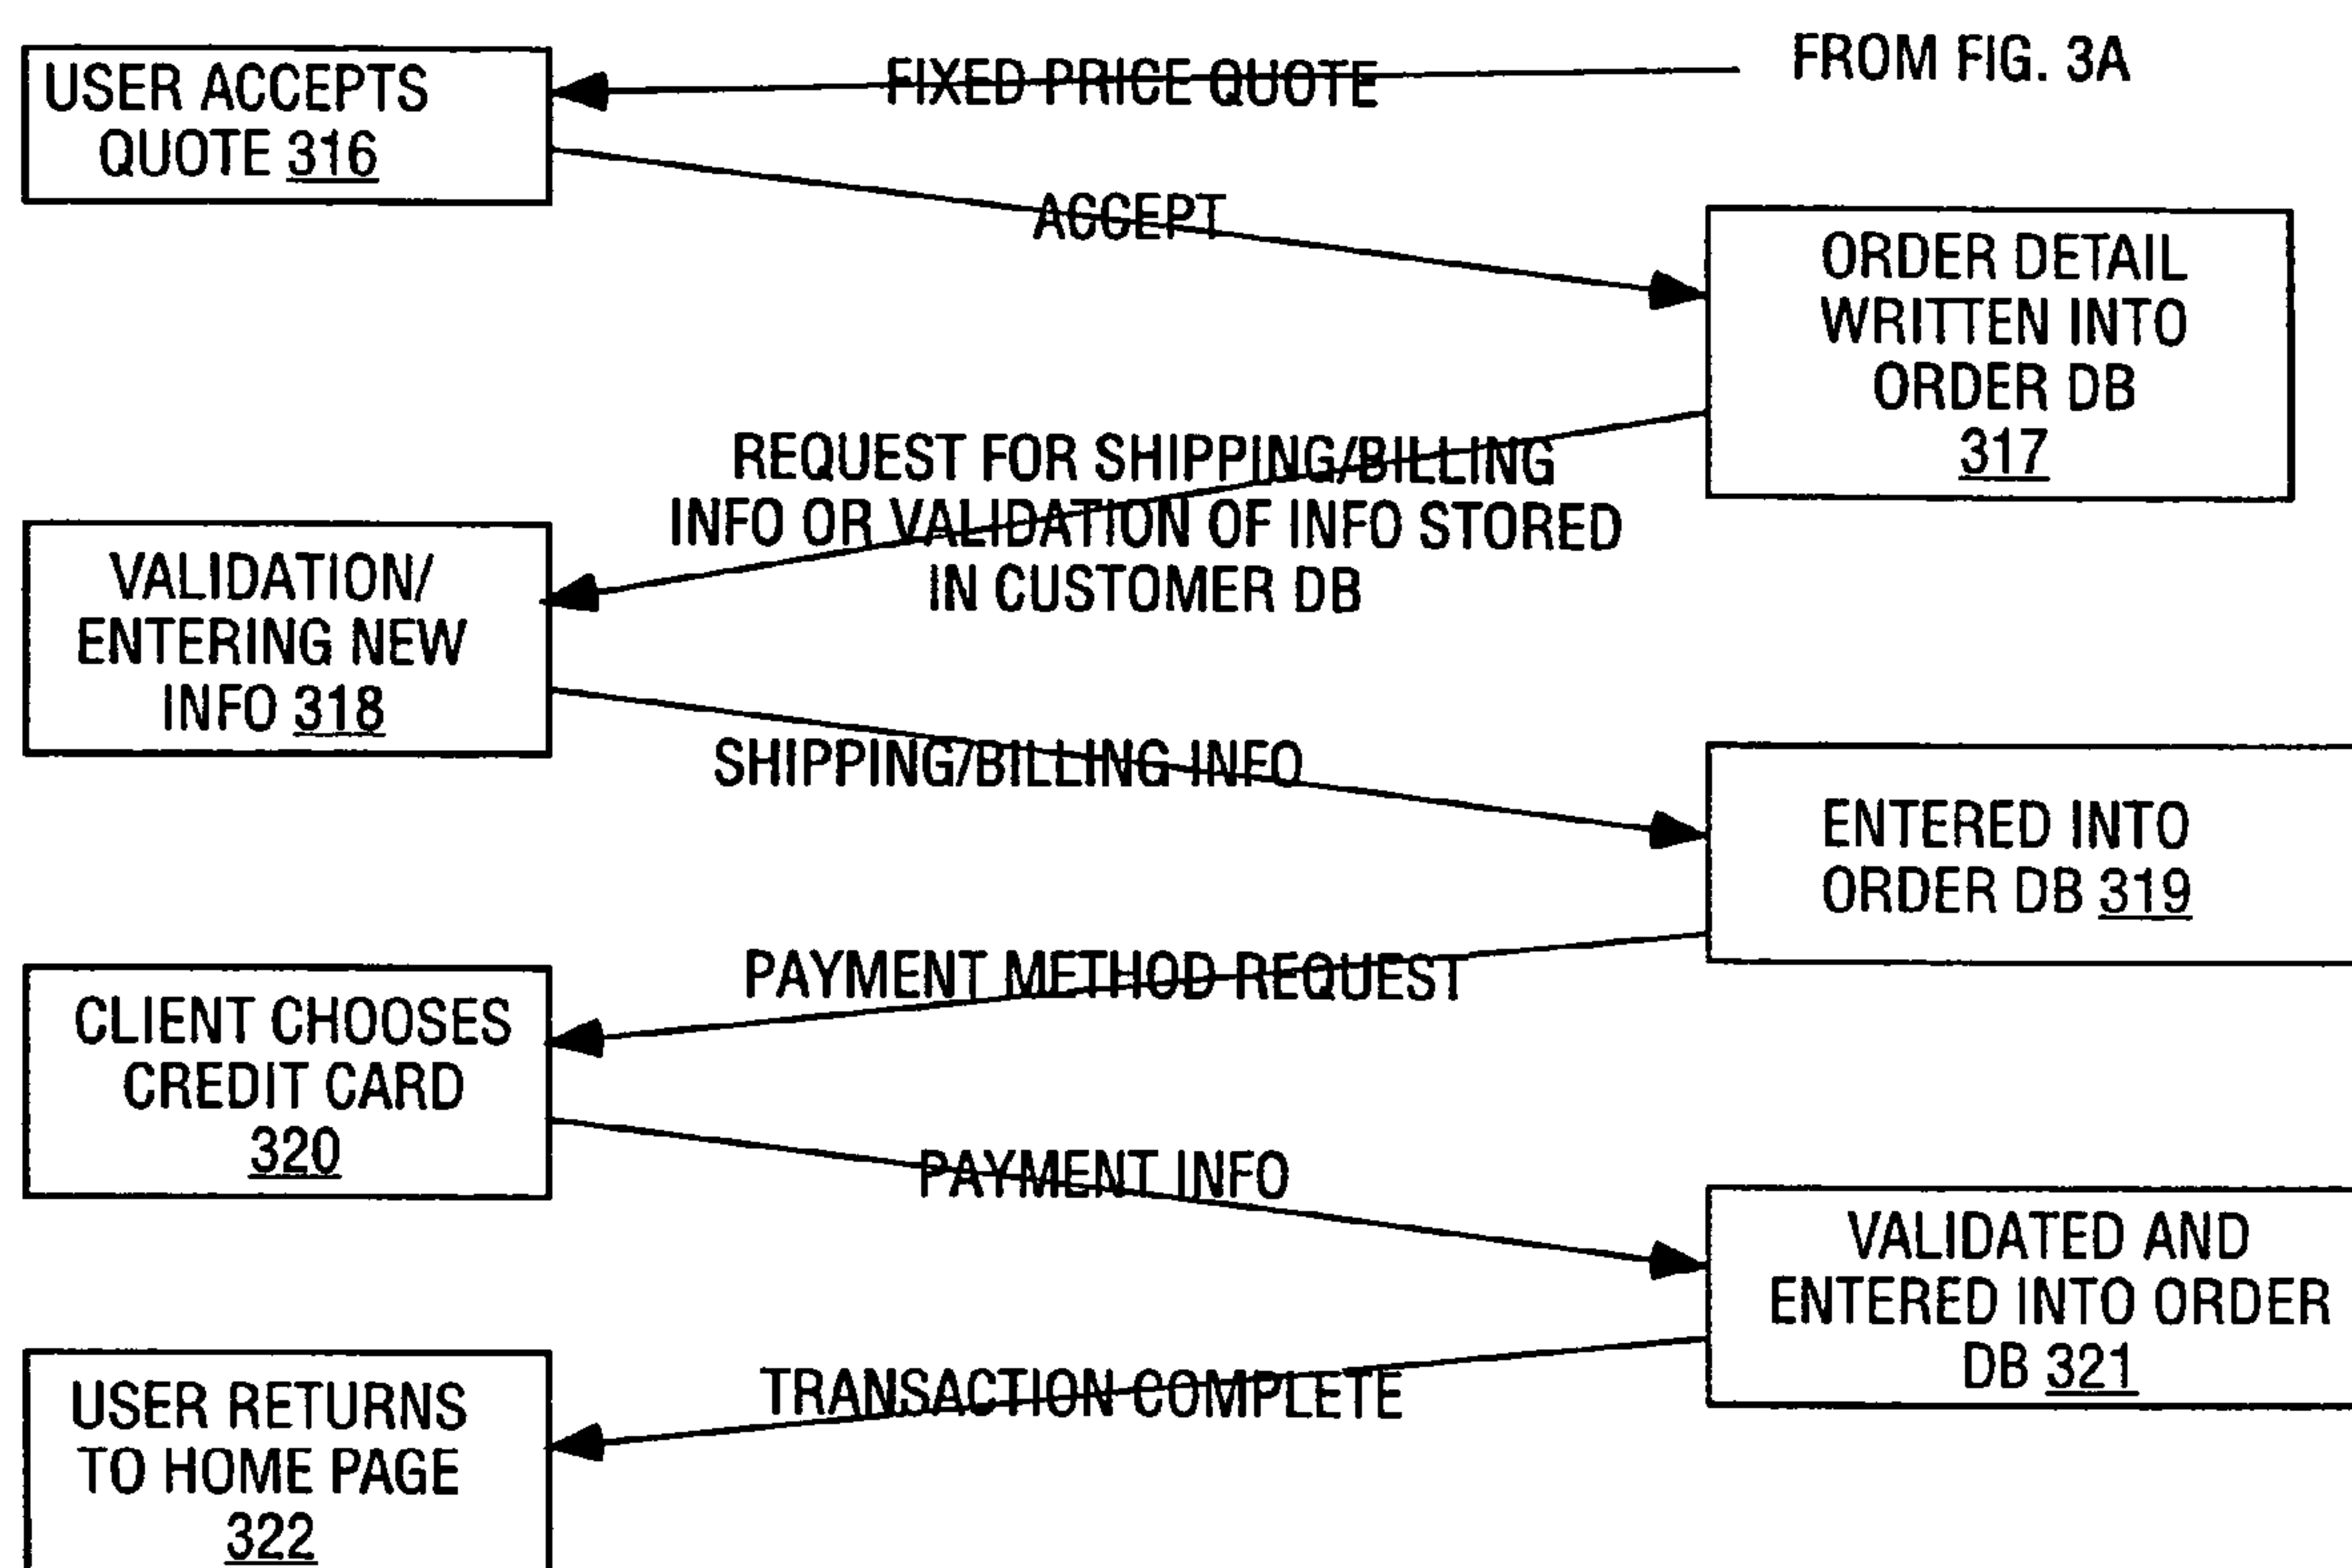 FROM FIG. 3A
FIXED PRICE QUOTE
USER ACCEPTS
QUOTE 316
ACCEPT
ORDER DETAIL
WRITTEN INTO
ORDER DB
317
REQUEST FOR SHIPPING/BILLING
INFO OR VALIDATION OF INFO STORED
IN CUSTOMER DB
VALIDATION/
ENTERING NEW
INFO 318
SHIPPING/BILLING INFO
ENTERED INTO
ORDER DB 319
PAYMENT METHOD REQUEST
CLIENT CHOOSES
CREDIT CARD
320
PAYMENT INFO
VALIDATED AND
ENTERED INTO ORDER
DB 321
TRANSACTION COMPLETE
USER RETURNS
TO HOME PAGE
322